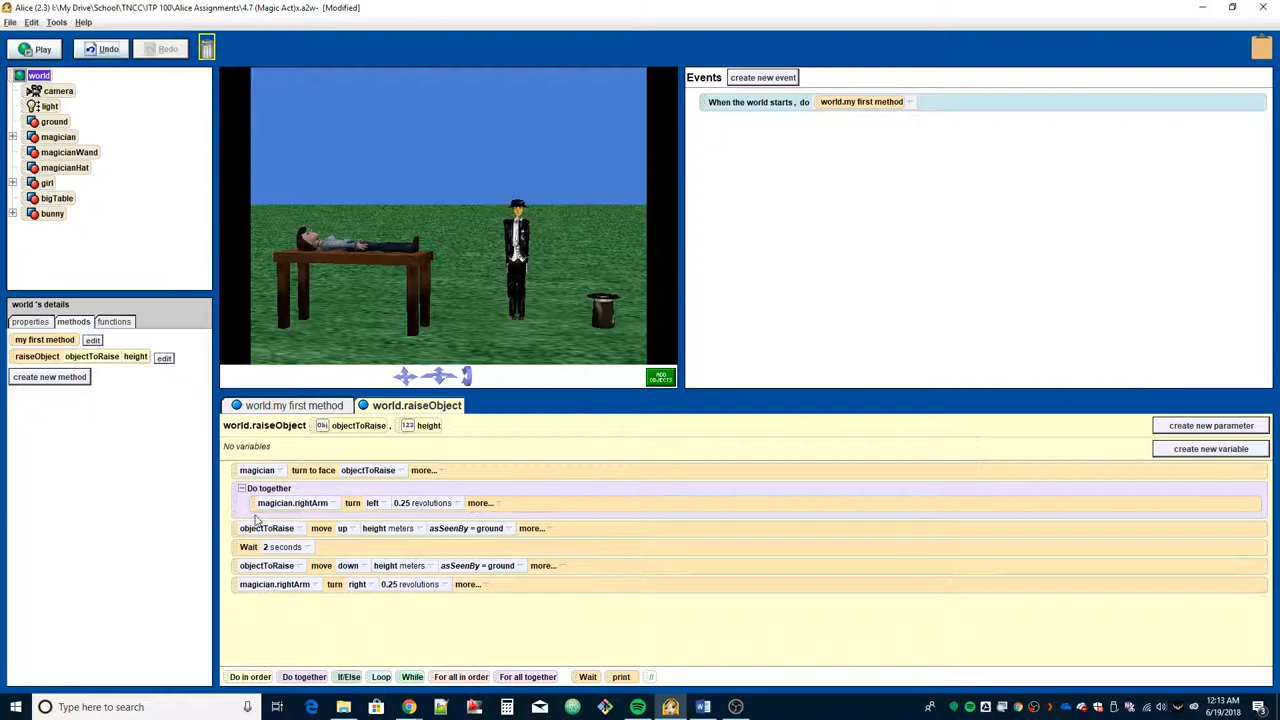 Alice (2.3) I:\My Drive\School\TNCC\ITP 100\Alice Assignments\4.7 (Magic Act)x.a2w- [Modified]
File Edit Tools Help
Play Undo Redo
world
camera
light
ground
magician
magicianWand
magicianHat
girl
bigTable
bunny
ADD OBJECTS
Events create new event
When the world starts, do world.my first method
world 's details
properties methods functions
my first method edit
raiseObject objectToRaise height edit
create new method
world.my first method world.raiseObject
world.raiseObject Obj objectToRaise , 123 height create new parameter
No variables create new variable
magician turn to face objectToRaise more...
Do together
magician.rightArm turn left 0.25 revolutions more...
objectToRaise move up height meters asSeenBy = ground more...
Wait 2 seconds
objectToRaise move down height meters asSeenBy = ground more...
magician.rightArm turn right 0.25 revolutions more...
Do in order Do together If/Else Loop While For all in order For all together Wait print //
Type here to search
12:13 AM
6/19/2018